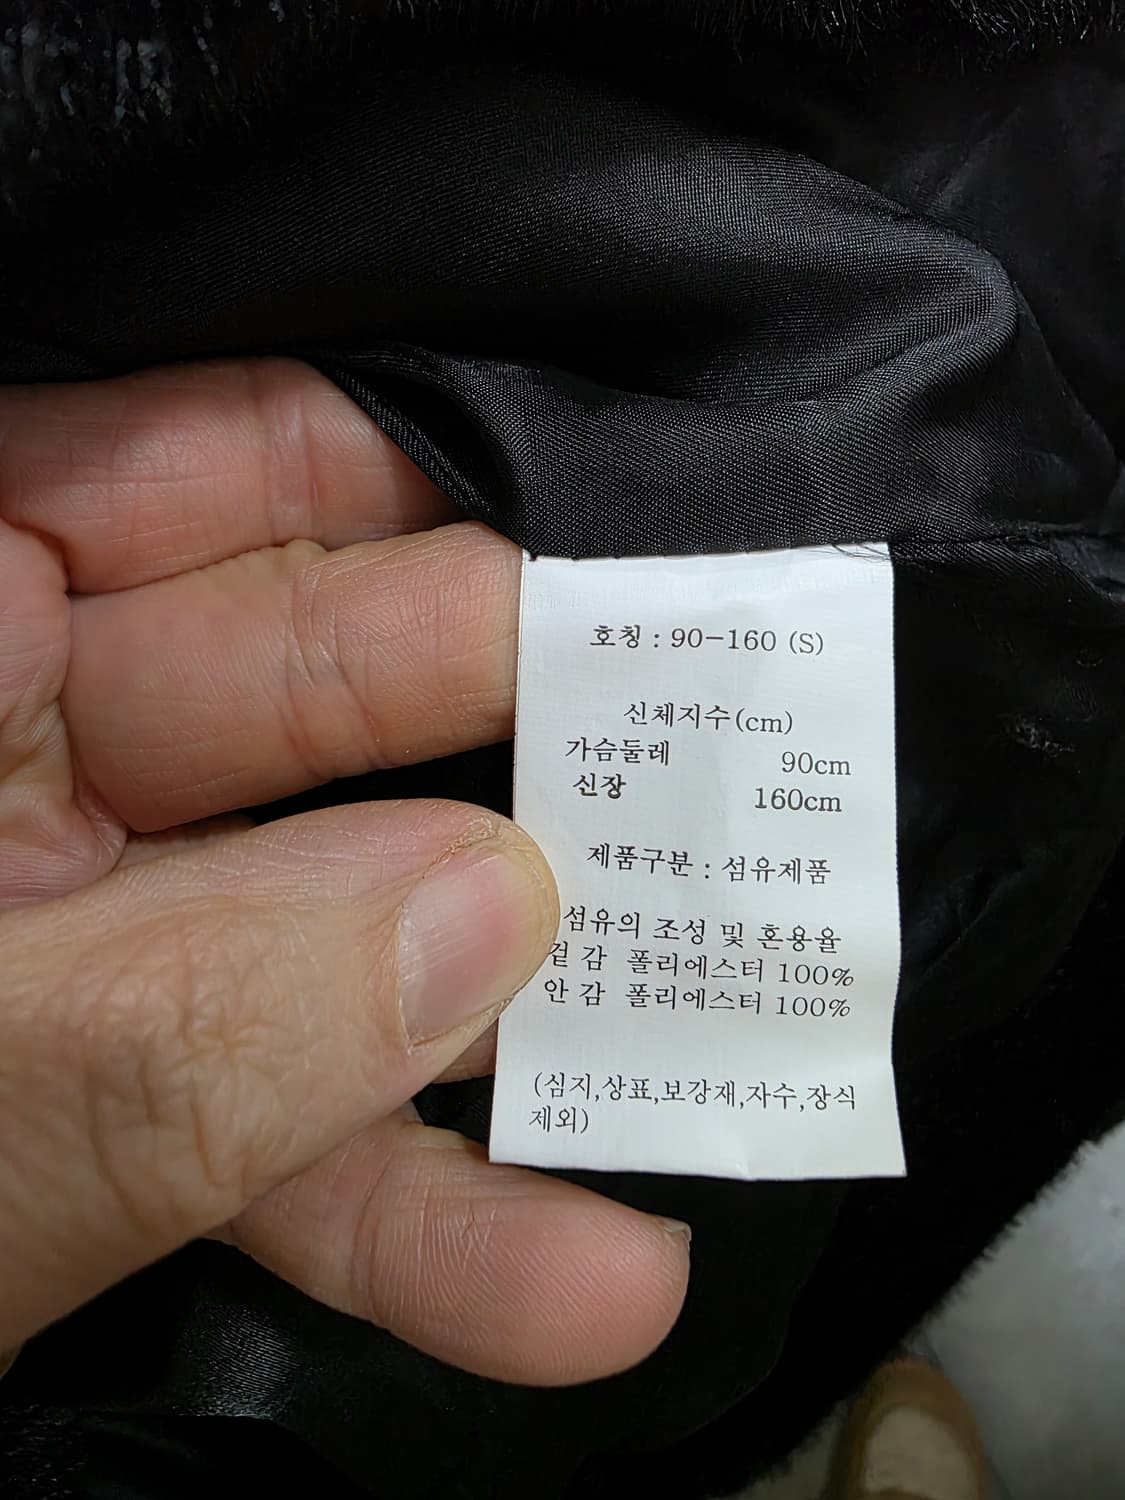 호칭 : 90-160 (S)
신체지수(cm)
가슴둘레 90cm
신장 160cm
제품구분 : 섬유제품
섬유의 조성 및 혼용율
겉감 폴리에스터 100%
안감 폴리에스터 100%
(심지,상표,보강재,자수,장식
제외)